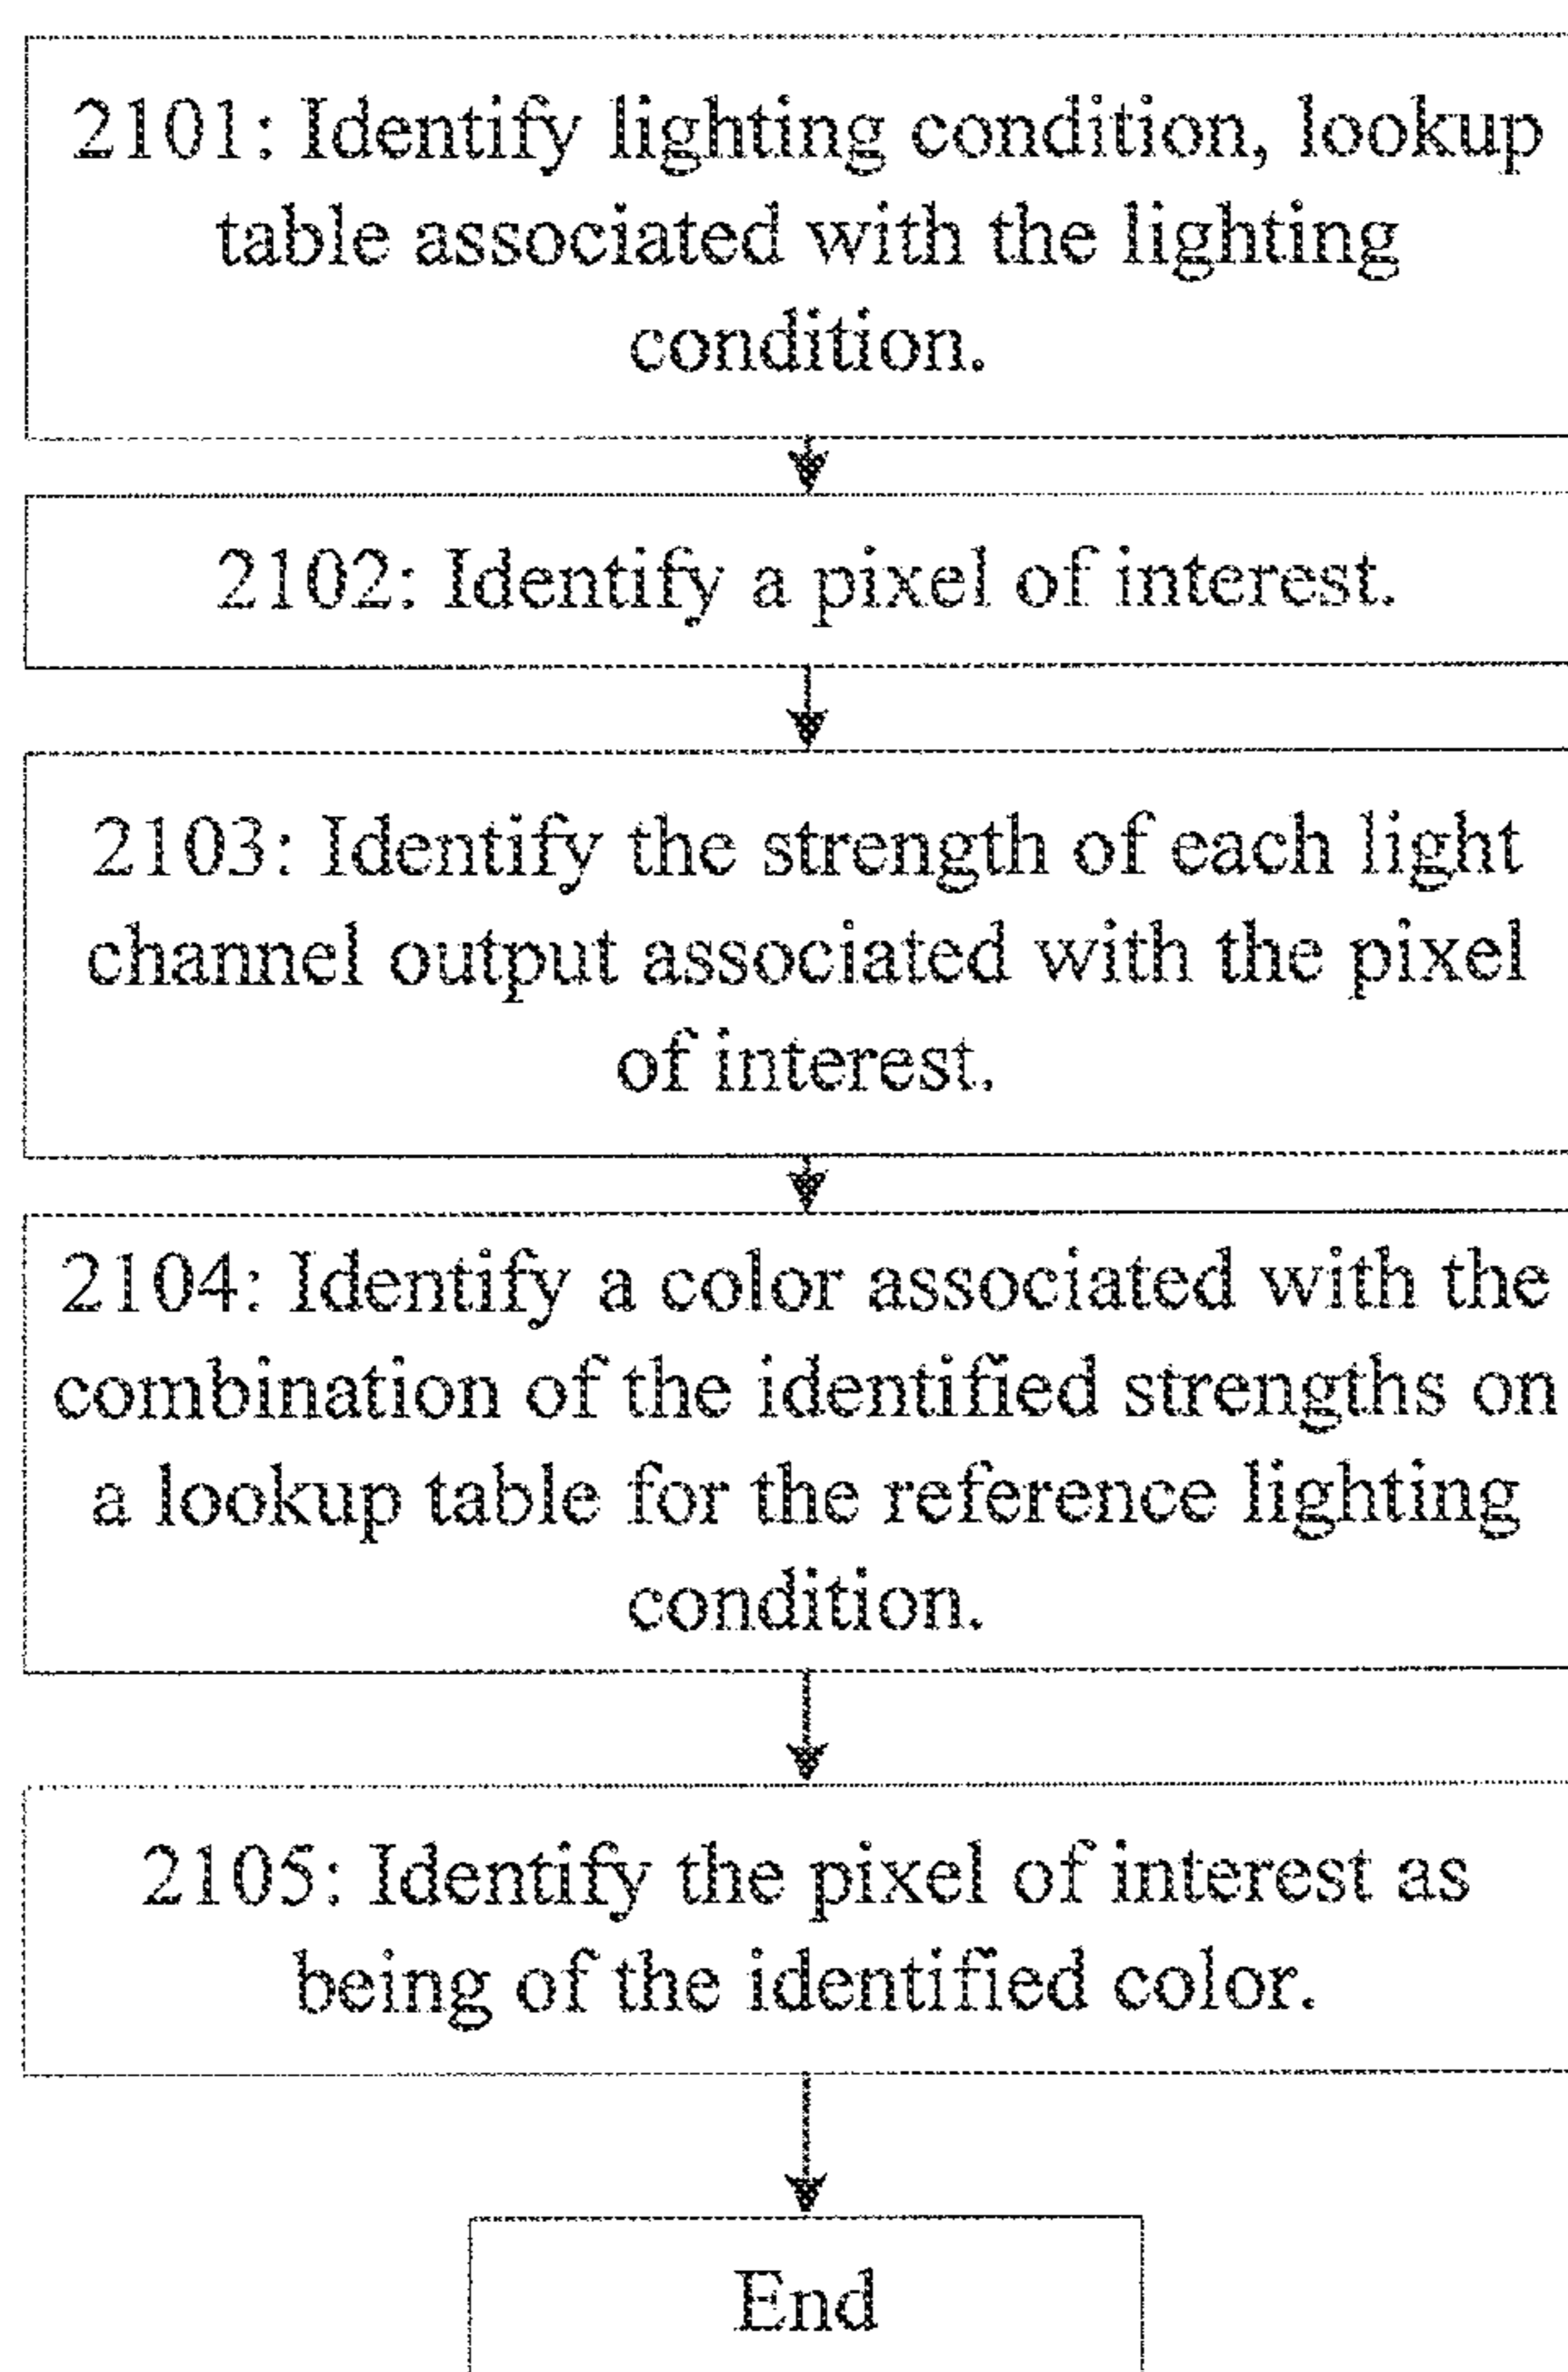 2101: Identify lighting condition, lookup
table associated with the lighting
condition.
2102: Identify a pixel of interest.
2103: Identify the strength of each light
channel output associated with the pixel
of interest.
2104: Identify a color associated with the
combination of the identified strengths on
a lookup table for the reference lighting
condition.
2105: Identify the pixel of interest as
being of the identified color.
End